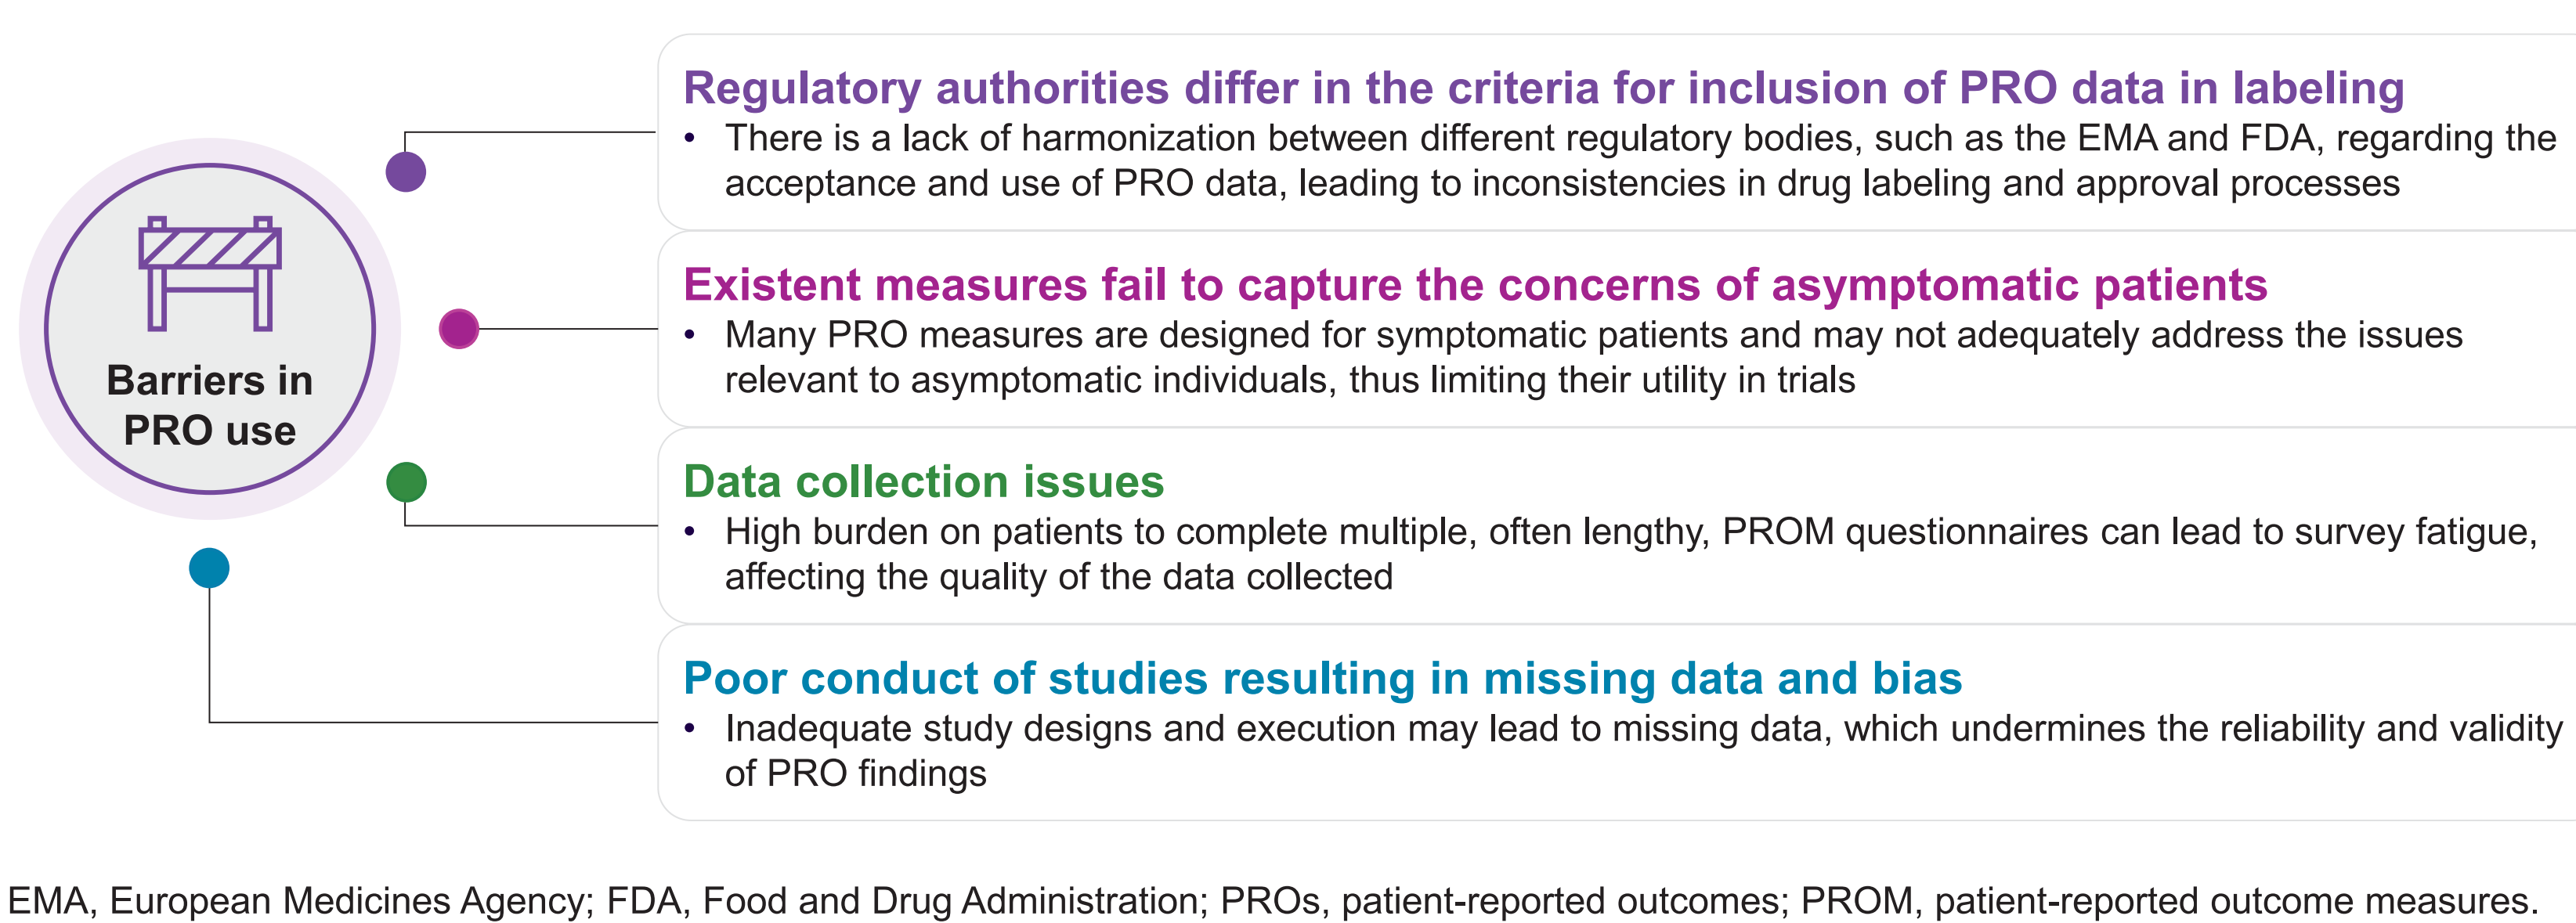 Barriers in
PRO use
Regulatory authorities differ in the criteria for inclusion of PRO data in labeling
• There is a lack of harmonization between different regulatory bodies, such as the EMA and FDA, regarding the
acceptance and use of PRO data, leading to inconsistencies in drug labeling and approval processes
Existent measures fail to capture the concerns of asymptomatic patients
• Many PRO measures are designed for symptomatic patients and may not adequately address the issues
relevant to asymptomatic individuals, thus limiting their utility in trials
Data collection issues
• High burden on patients to complete multiple, often lengthy, PROM questionnaires can lead to survey fatigue,
affecting the quality of the data collected
Poor conduct of studies resulting in missing data and bias
• Inadequate study designs and execution may lead to missing data, which undermines the reliability and validity
of PRO findings
EMA, European Medicines Agency; FDA, Food and Drug Administration; PROs, patient-reported outcomes; PROM, patient-reported outcome measures.